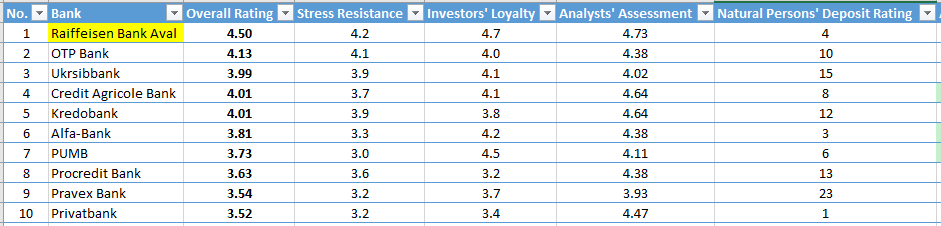 No. Bank Overall Rating Stress Resistance Investors' Loyalty Analysts' Assessment Natural Persons' Deposit Rating
1 Raiffeisen Bank Aval 4.50 4.2 4.7 4.73 4
2 OTP Bank 4.13 4.1 4.0 4.38 10
3 Ukrsibbank 3.99 3.9 4.1 4.02 15
4 Credit Agricole Bank 4.01 3.7 4.1 4.64 8
5 Kredobank 4.01 3.9 3.8 4.64 12
6 Alfa-Bank 3.81 3.3 4.2 4.38 3
7 PUMB 3.73 3.0 4.5 4.11 6
8 Procredit Bank 3.63 3.6 3.2 4.38 13
9 Pravex Bank 3.54 3.2 3.7 3.93 23
10 Privatbank 3.52 3.2 3.4 4.47 1